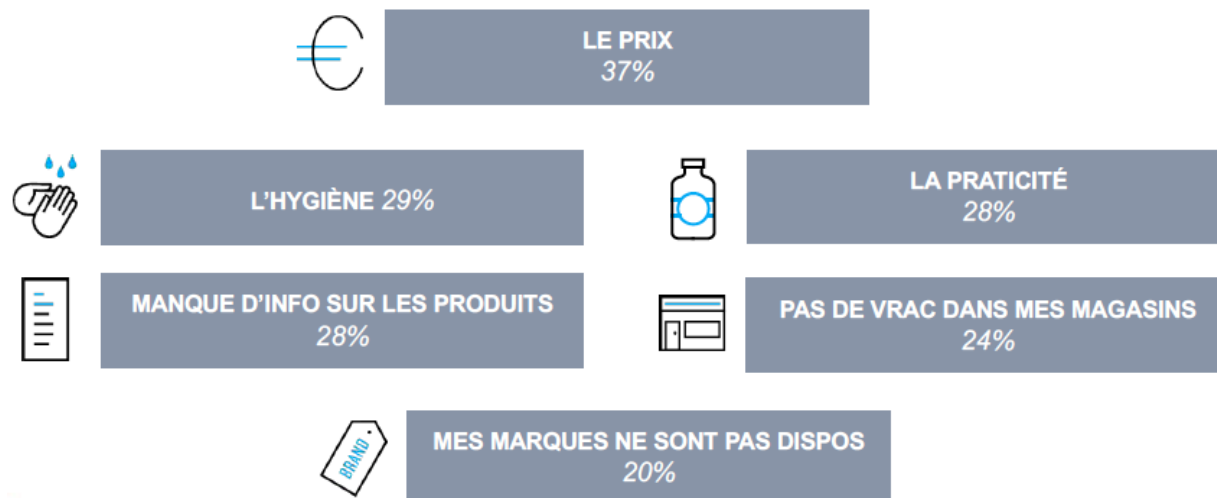 LE PRIX
37%
L'HYGIÈNE 29%
LA PRATICITÉ
28%
MANQUE D'INFO SUR LES PRODUITS
28%
PAS DE VRAC DANS MES MAGASINS
24%
BRAND
MES MARQUES NE SONT PAS DISPOS
20%